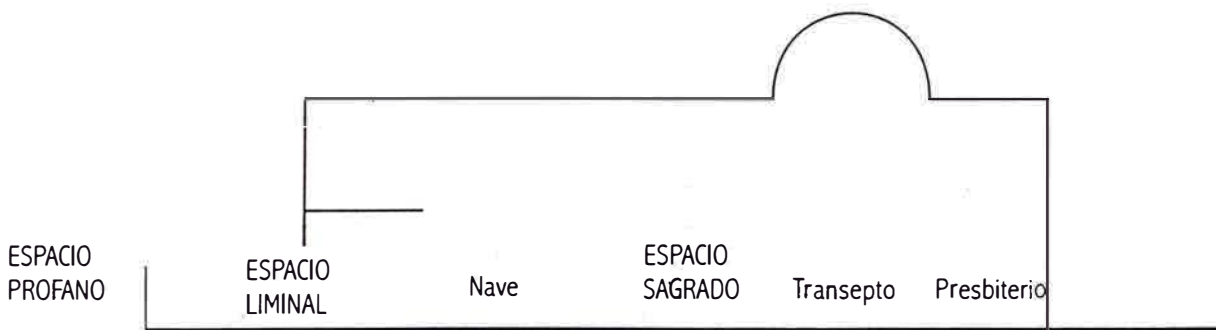 ESPACIO
PROFANO
ESPACIO
LIMINAL
Nave
ESPACIO
SAGRADO
Transepto
Presbiterio